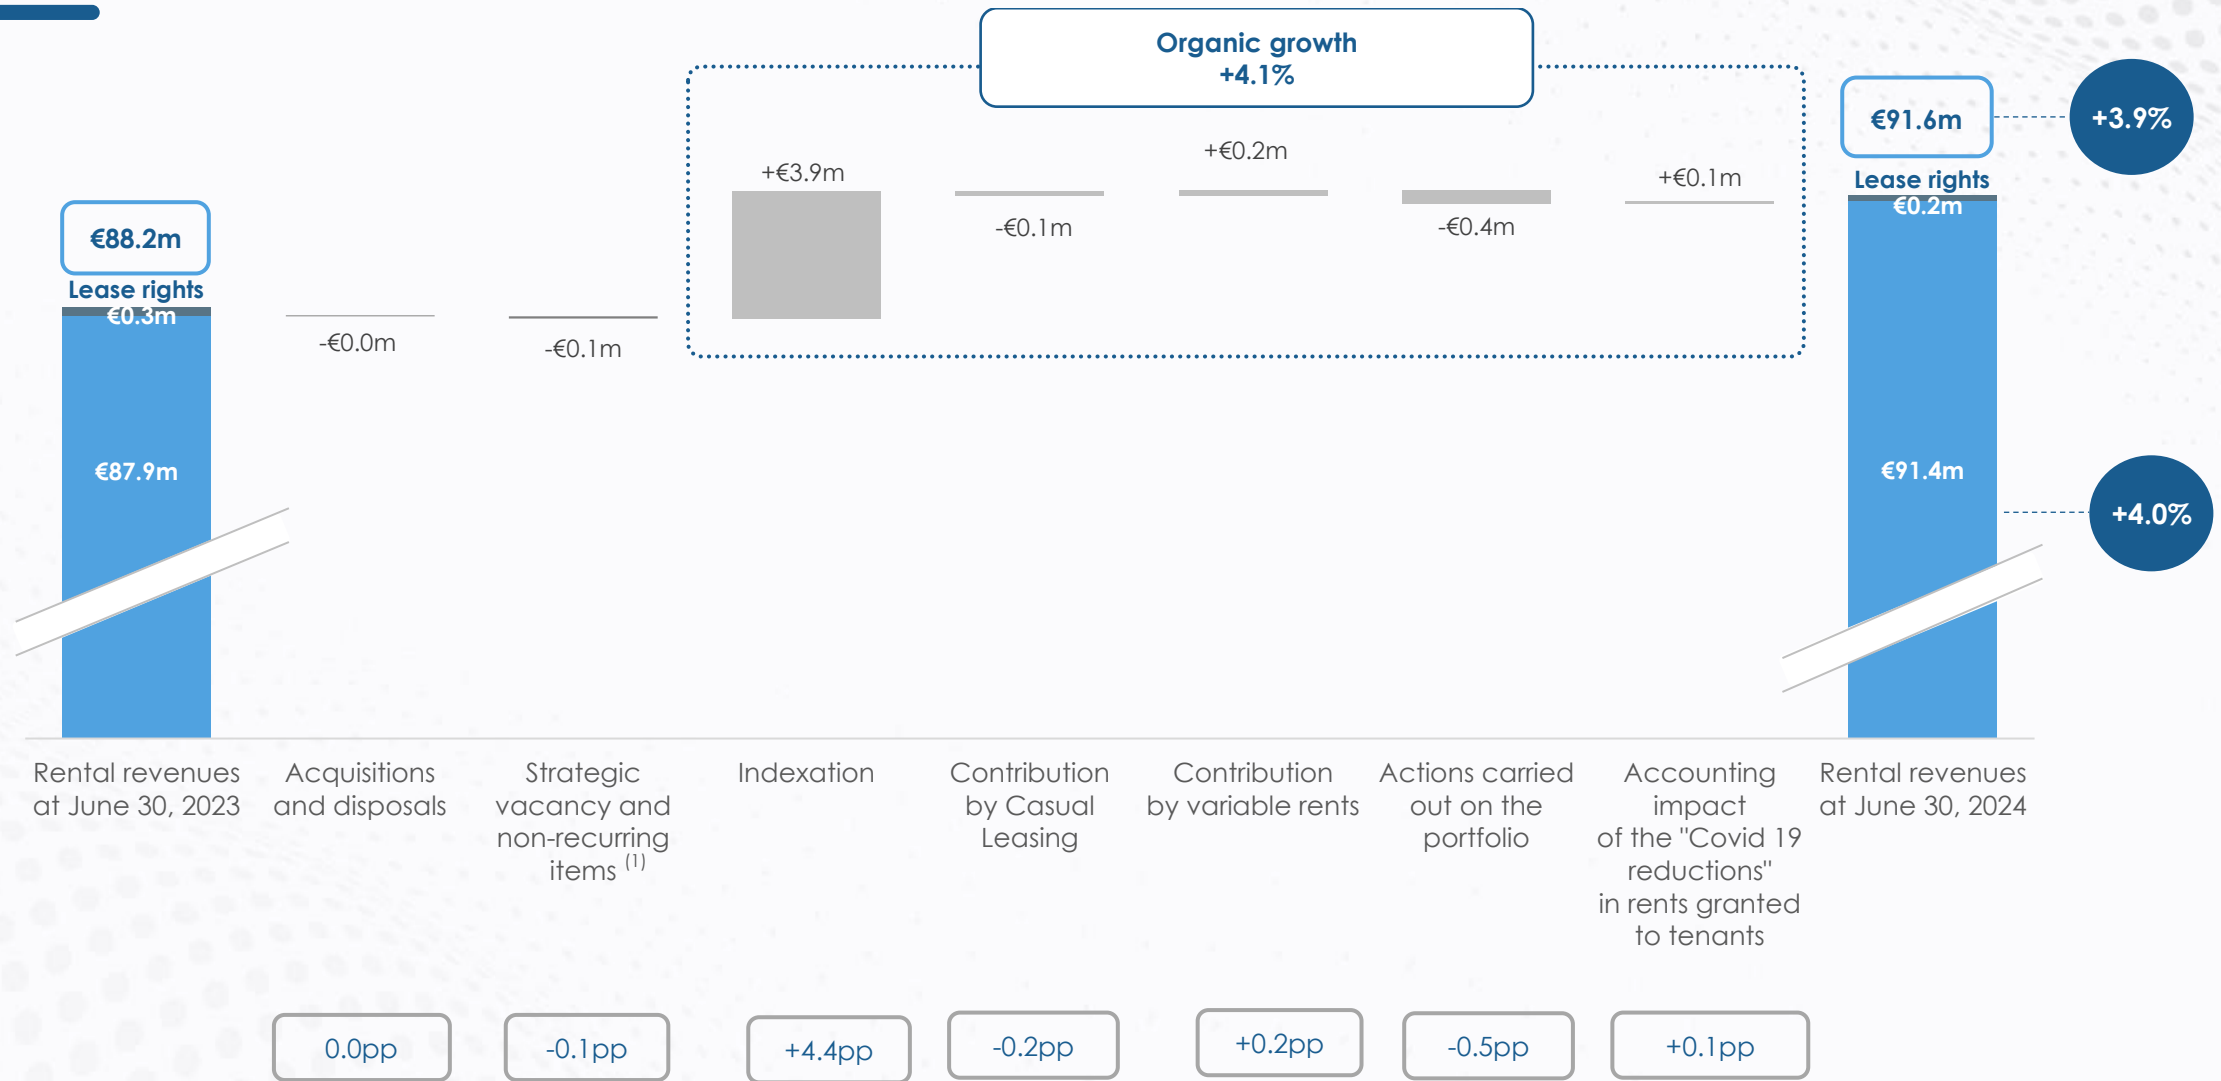 Organic growth
+4.1%
€91.6m
+3.9%
+€0.2m
+€3.9m
+€0.1m
Lease rights
€0.2m
€88.2m
-€0.1m
-€0.4m
Lease rights
€0.3m
-€0.0m
-€0.1m
€87.9m
€91.4m
+4.0%
Rental revenues
at June 30, 2023
Acquisitions
and disposals
Strategic
vacancy and
non-recurring
items (1)
Indexation
Contribution
by Casual
Leasing
Contribution
by variable rents
Actions carried
out on the
portfolio
Accounting
impact
of the "Covid 19
reductions"
in rents granted
to tenants
Rental revenues
at June 30, 2024
0.0pp
-0.1pp
+4.4pp
-0.2pp
+0.2pp
-0.5pp
+0.1pp